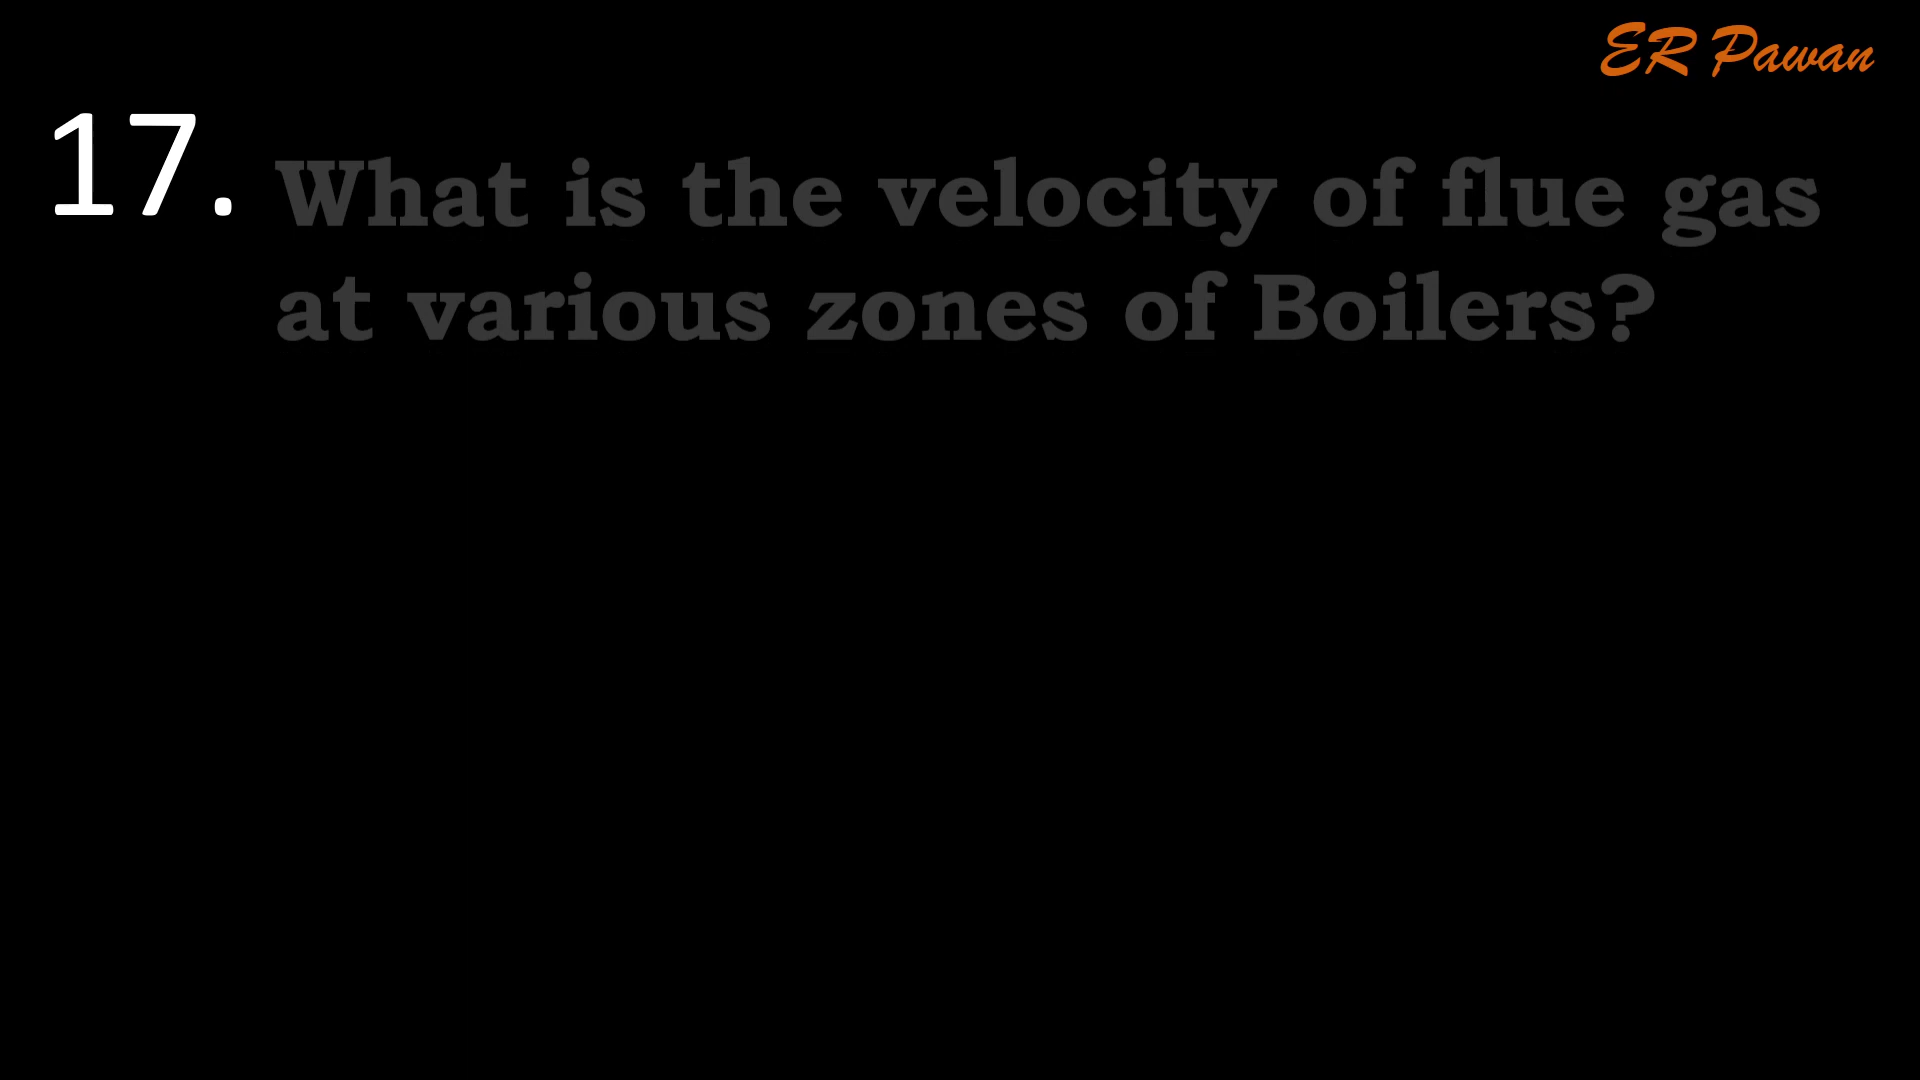 ER Pawan
17. What is the velocity of flue gas
at various zones of Boilers?